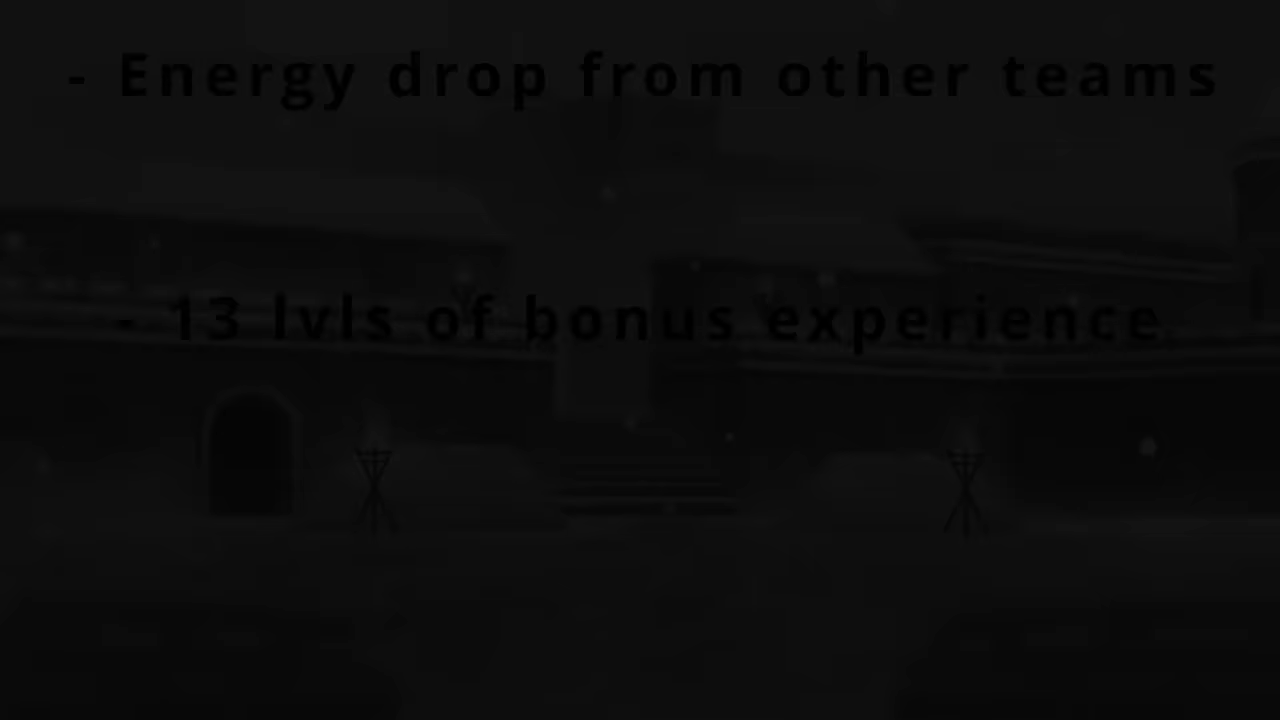 - Energy drop from other teams
- 13 lvls of bonus experience